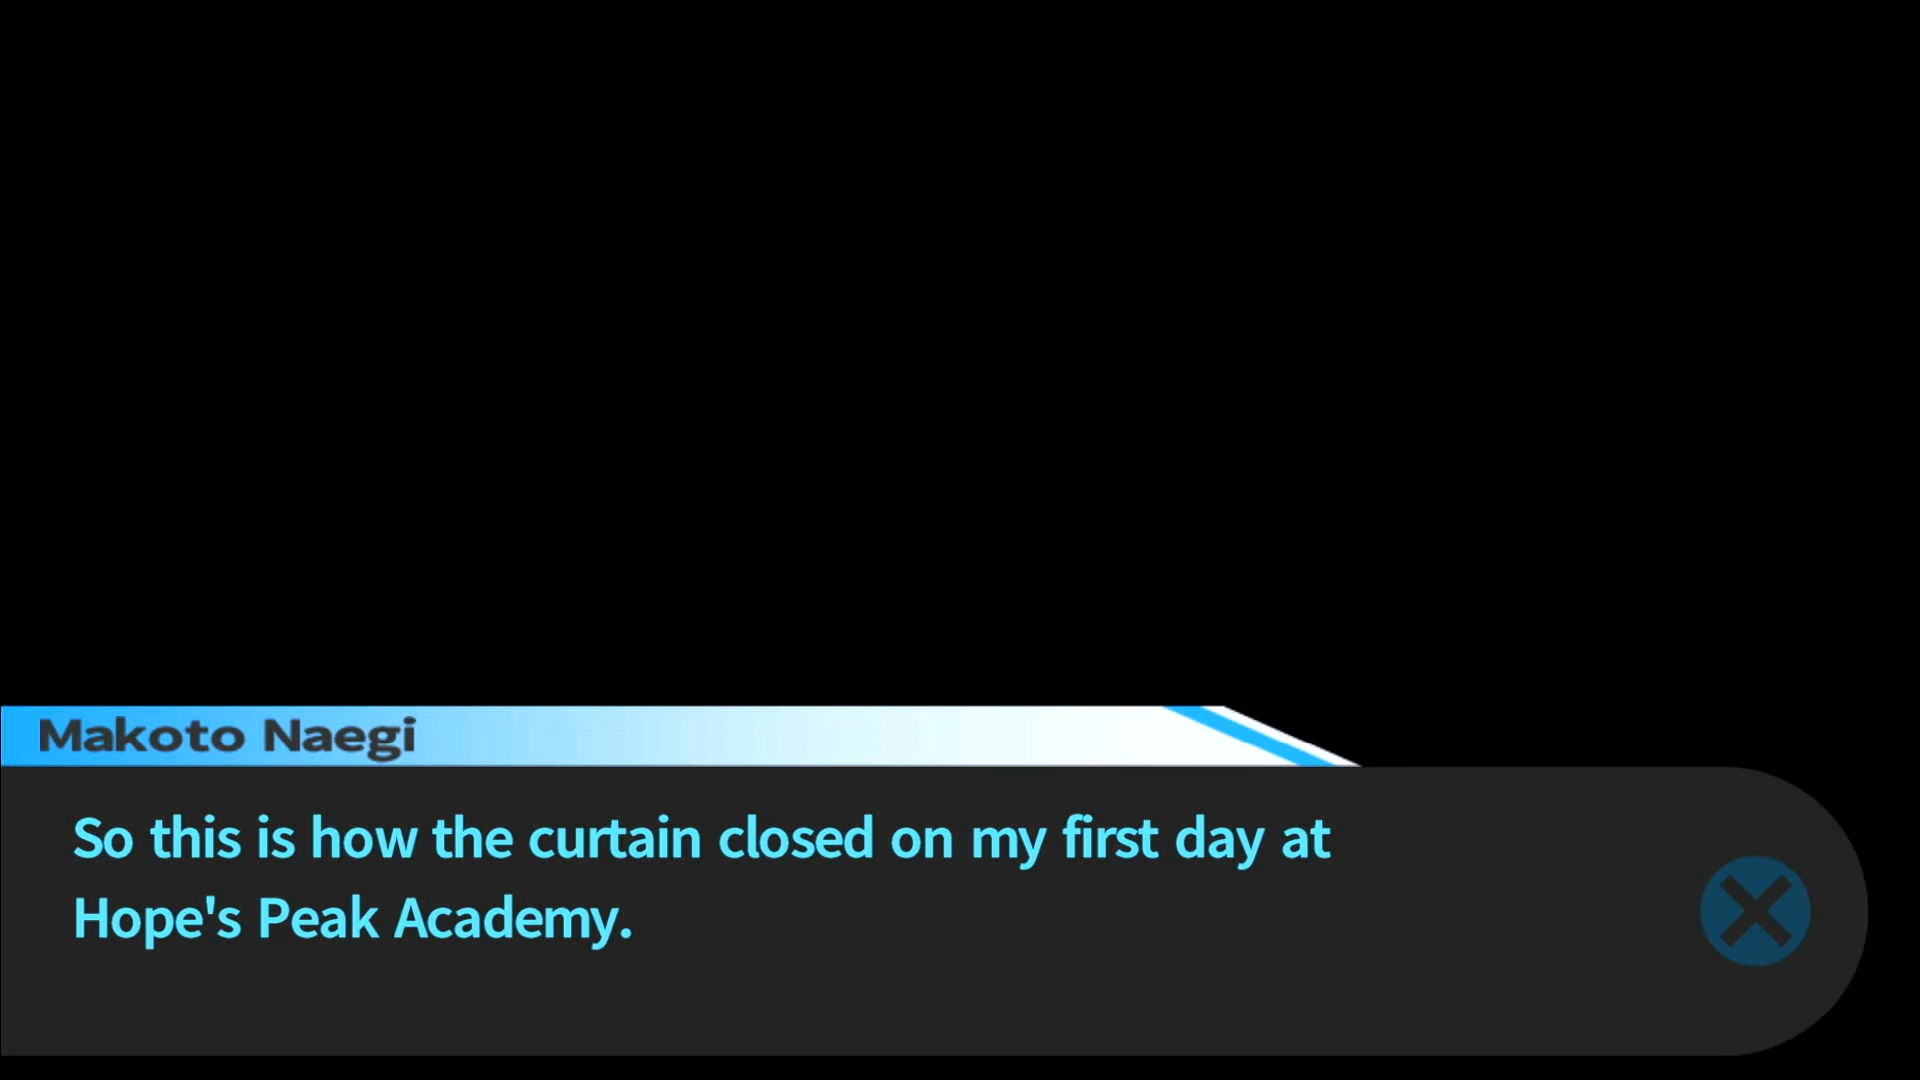 Makoto Naegi
So this is how the curtain closed on my first day at
Hope's Peak Academy.